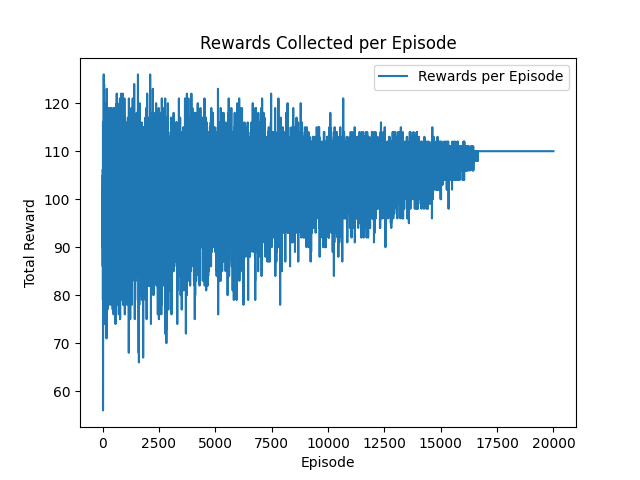 Rewards Collected per Episode
Rewards per Episode
120
110
100
90
80
70
60
Total Reward
0 2500 5000 7500 10000 12500 15000 17500 20000
Episode